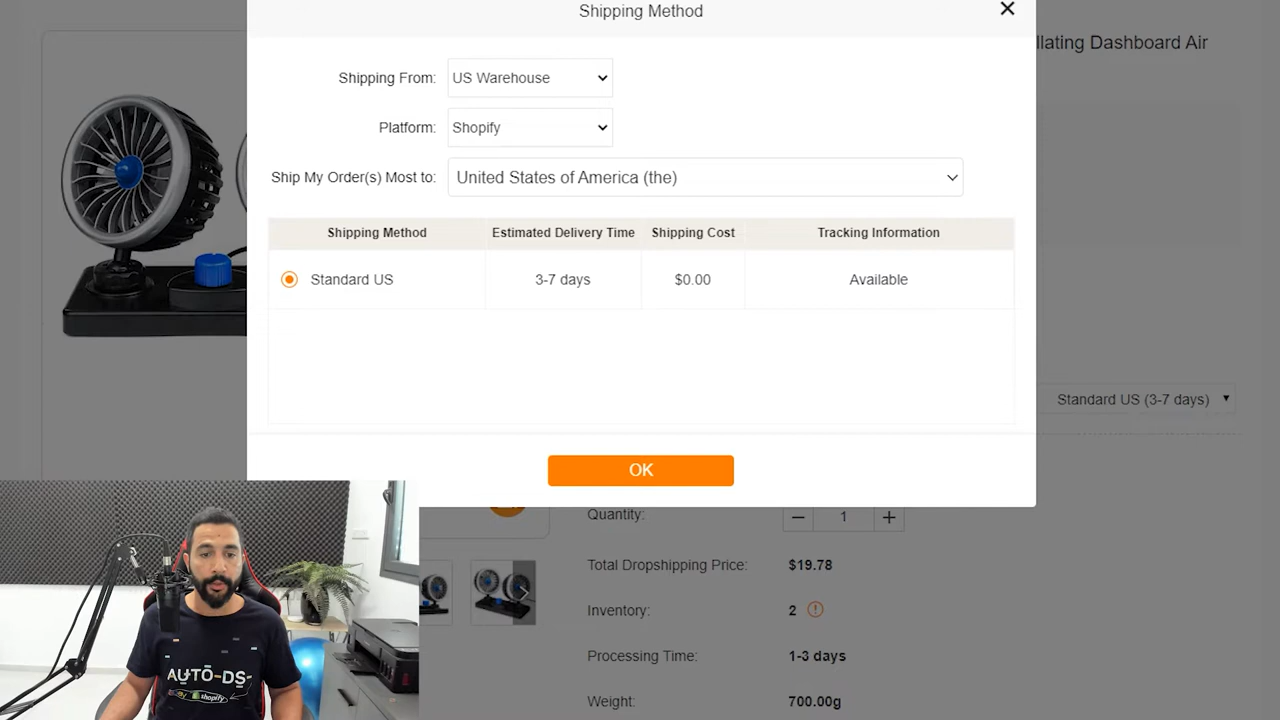 Shipping Method
llating Dashboard Air
Shipping From: US Warehouse
Platform: Shopify
Ship My Order(s) Most to: United States of America (the)
Shipping Method Estimated Delivery Time Shipping Cost Tracking Information
Standard US 3-7 days $0.00 Available
Standard US (3-7 days)
OK
Quantity: 1
Total Dropshipping Price: $19.78
Inventory: 2
Processing Time: 1-3 days
Weight: 700.00g
AUTO-DS
shopify